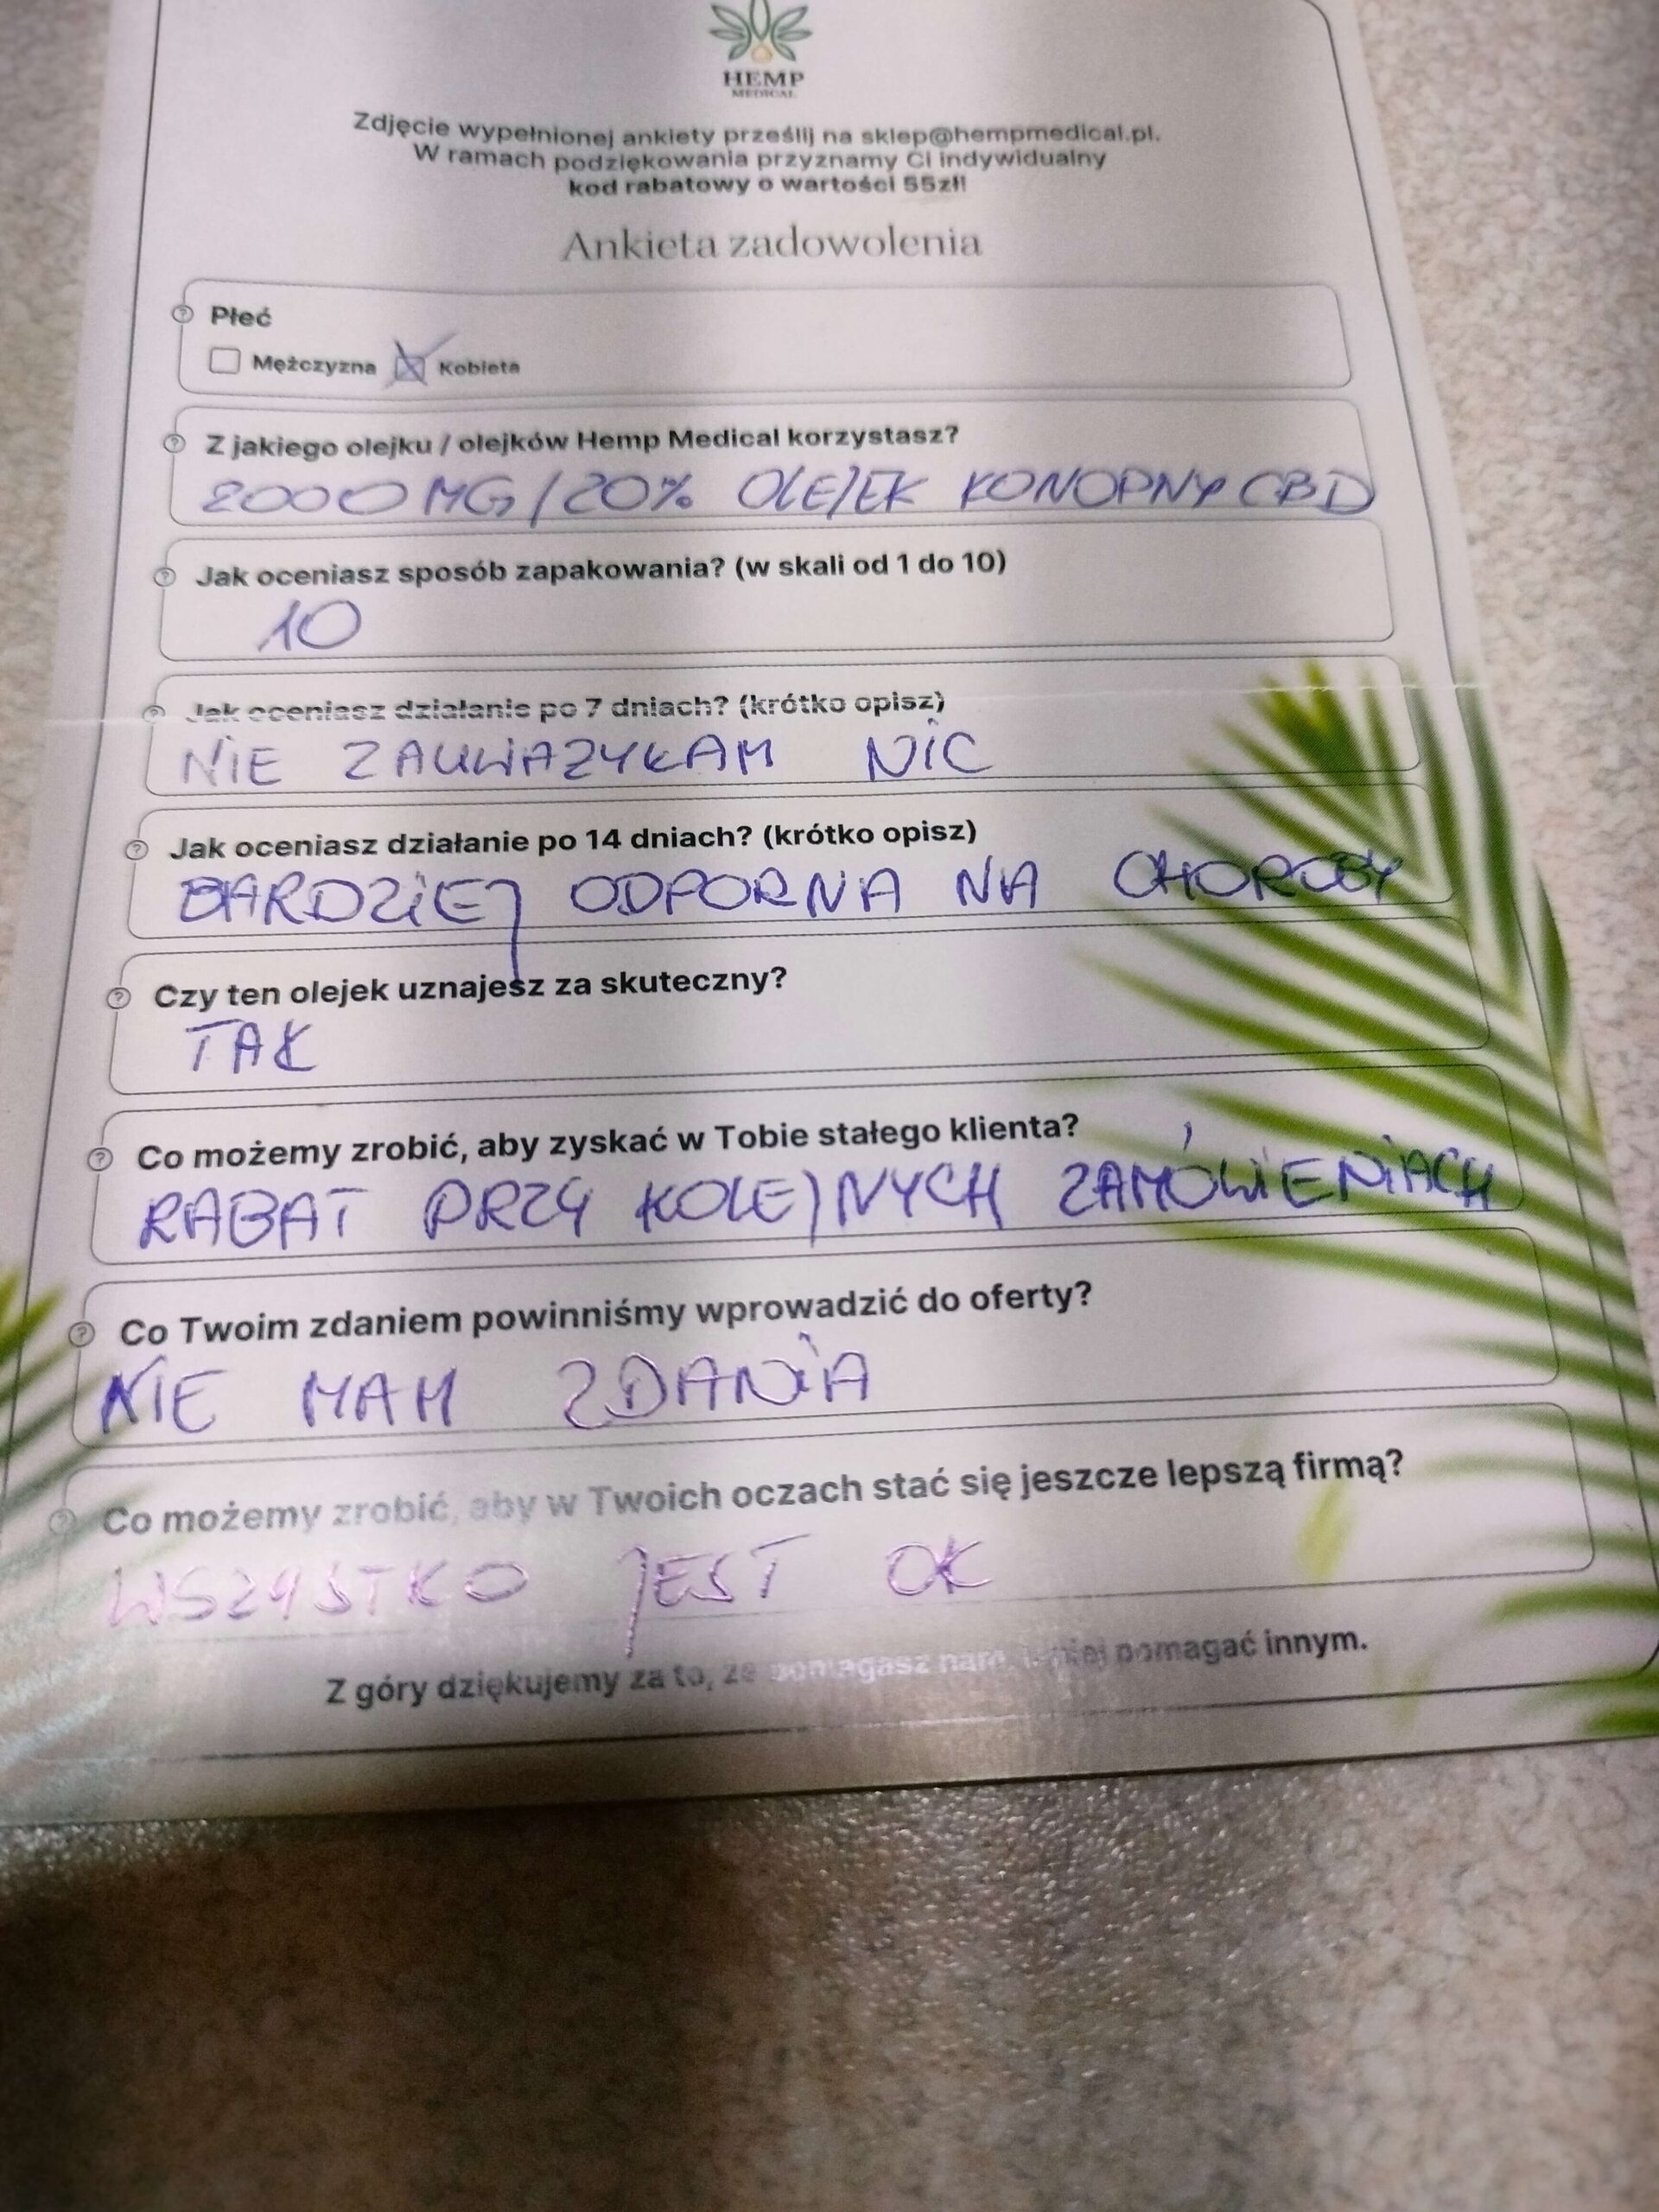 HEMP
MEDICAL
Zdjęcie wypełnionej ankiety prześlij na sklep@hempmedical.pl.
W ramach podziękowania przyznamy Ci indywidualny
kod rabatowy o wartości 55zł!
Ankieta zadowolenia
Płeć
Mężczyzna Kobieta
Z jakiego olejku / olejków Hemp Medical korzystasz?
2000 MG/20% OLEJEK KONOPNY CBD
Jak oceniasz sposób zapakowania? (w skali od 1 do 10)
10
Jak oceniasz działanie po 7 dniach? (krótko opisz)
NIE ZAUWAZYŁAM NIC
Jak oceniasz działanie po 14 dniach? (krótko opisz)
BARDZIEJ ODPORNA NA CHOROBY
Czy ten olejek uznajesz za skuteczny?
TAK
Co możemy zrobić, aby zyskać w Tobie stałego klienta?
RABAT PRZY KOLEJNYCH ZAMÓWIENIACH
Co Twoim zdaniem powinniśmy wprowadzić do oferty?
NIE MAM ZDANIA
Co możemy zrobić, aby w Twoich oczach stać się jeszcze lepszą firmą?
WSZYSTKO JEST OK
Z góry dziękujemy za to, że pomagasz nam pomagać innym.